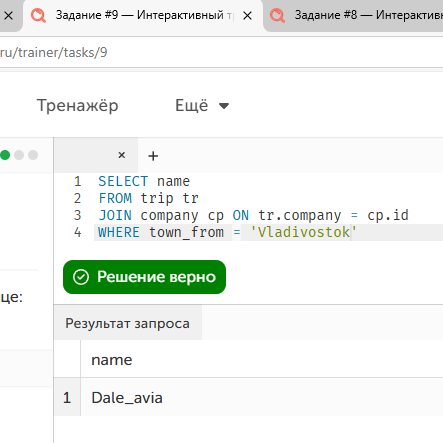 Задание #9 — Интерактивный т
Задание #8 — Интерактивн
ru/trainer/tasks/9
Тренажёр Ещё
× +
1 SELECT name
2 FROM trip tr
3 JOIN company cp ON tr.company = cp.id
4 WHERE town_from = 'Vladivostok'
Решение верно
це:
Результат запроса
name
1 Dale_avia